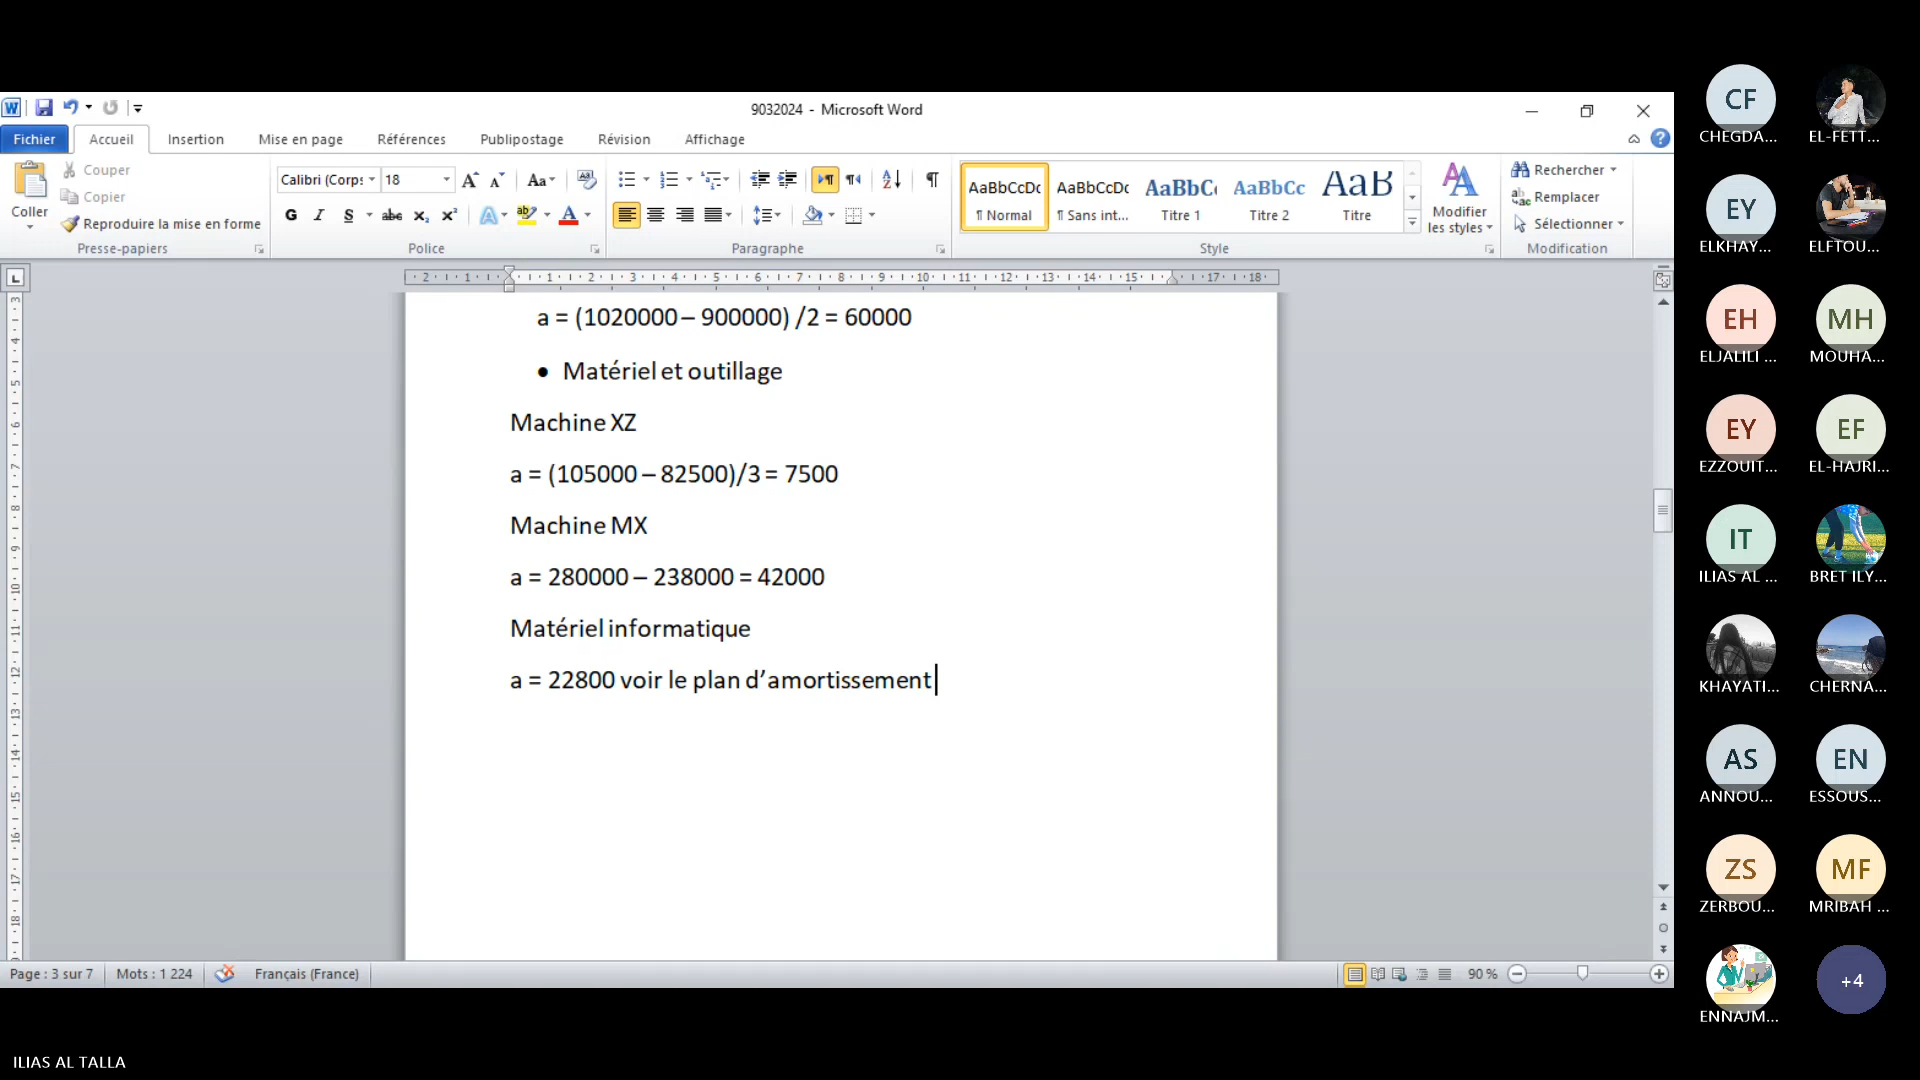 9032024 - Microsoft Word
Fichier
Accueil
Insertion
Mise en page
Références
Publipostage
Révision
Affichage
Coller
Couper
Copier
Reproduire la mise en forme
Presse-papiers
Calibri (Corps
18
G I S abc x₂ x²
Police
Paragraphe
AaBbCcDc
¶ Normal
AaBbCcDc
¶ Sans int...
AaBbC
Titre 1
AaBbCc
Titre 2
AaB
Titre
Modifier
les styles
Style
Rechercher
Remplacer
Sélectionner
Modification
a = (1020000 – 900000) /2 = 60000
• Matériel et outillage
Machine XZ
a = (105000 – 82500)/3 = 7500
Machine MX
a = 280000 – 238000 = 42000
Matériel informatique
a = 22800 voir le plan d’amortissement
Page : 3 sur 7
Mots : 1 224
Français (France)
90 %
CF
CHEGDA...
EL-FETT...
EY
ELKHAY...
ELFTOU...
EH
ELJALILI ...
MH
MOUHA...
EY
EZZOUIT...
EF
EL-HAJRI...
IT
ILIAS AL ...
BRET ILY...
KHAYATI...
CHERNA...
AS
ANNOU...
EN
ESSOUS...
ZS
ZERBOU...
MF
MRIBAH ...
ENNAJM...
+4
ILIAS AL TALLA